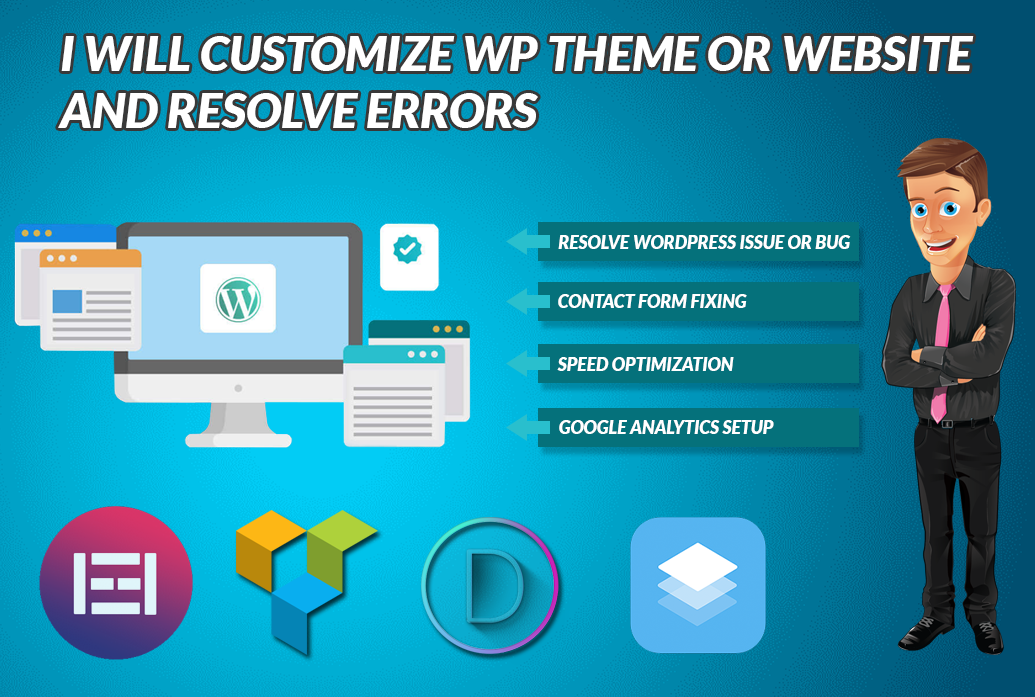 I WILL CUSTOMIZE WP THEME OR WEBSITE
AND RESOLVE ERRORS
RESOLVE WORDPRESS ISSUE OR BUG
CONTACT FORM FIXING
SPEED OPTIMIZATION
GOOGLE ANALYTICS SETUP
W
D